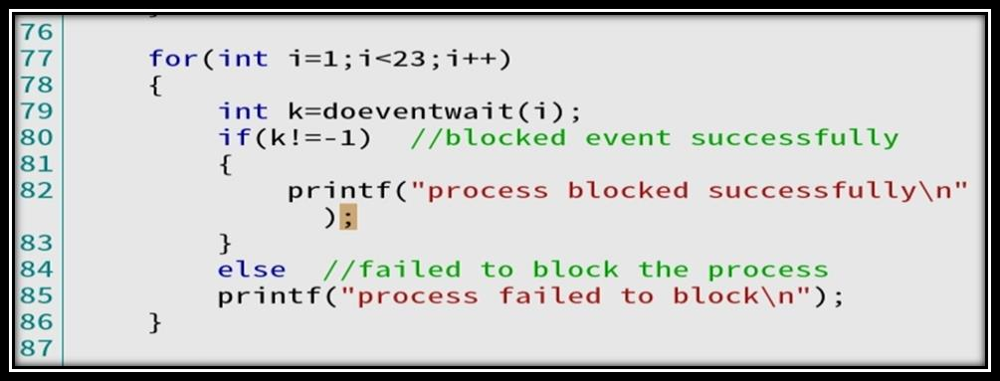 76
77 for(int i=1;i<23;i++)
78 {
79 int k=doeventwait(i);
80 if(k!=-1) //blocked event successfully
81 {
82 printf("process blocked successfully\n"
);
83 }
84 else //failed to block the process
85 printf("process failed to block\n");
86 }
87